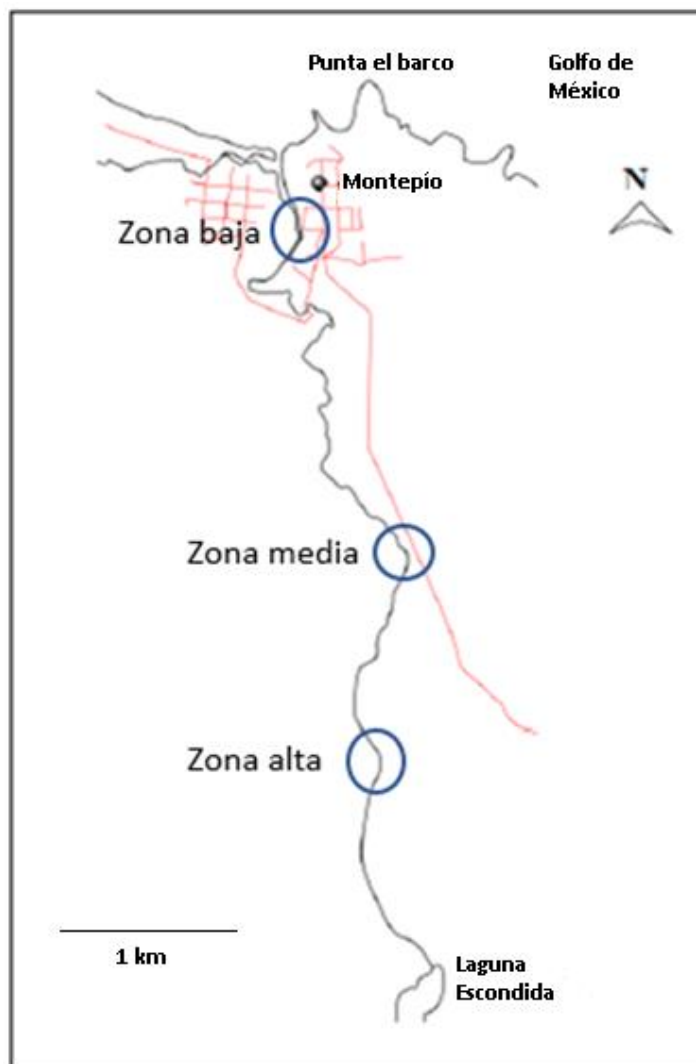 Punta el barco
Golfo de
México
N
Montepío
Zona baja
Zona media
Zona alta
1 km
Laguna
Escondida